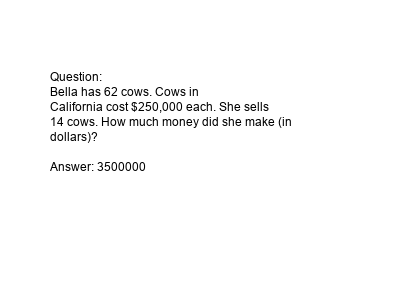 Question:
Bella has 62 cows. Cows in
California cost $250,000 each. She sells
14 cows. How much money did she make (in
dollars)?

Answer: 3500000